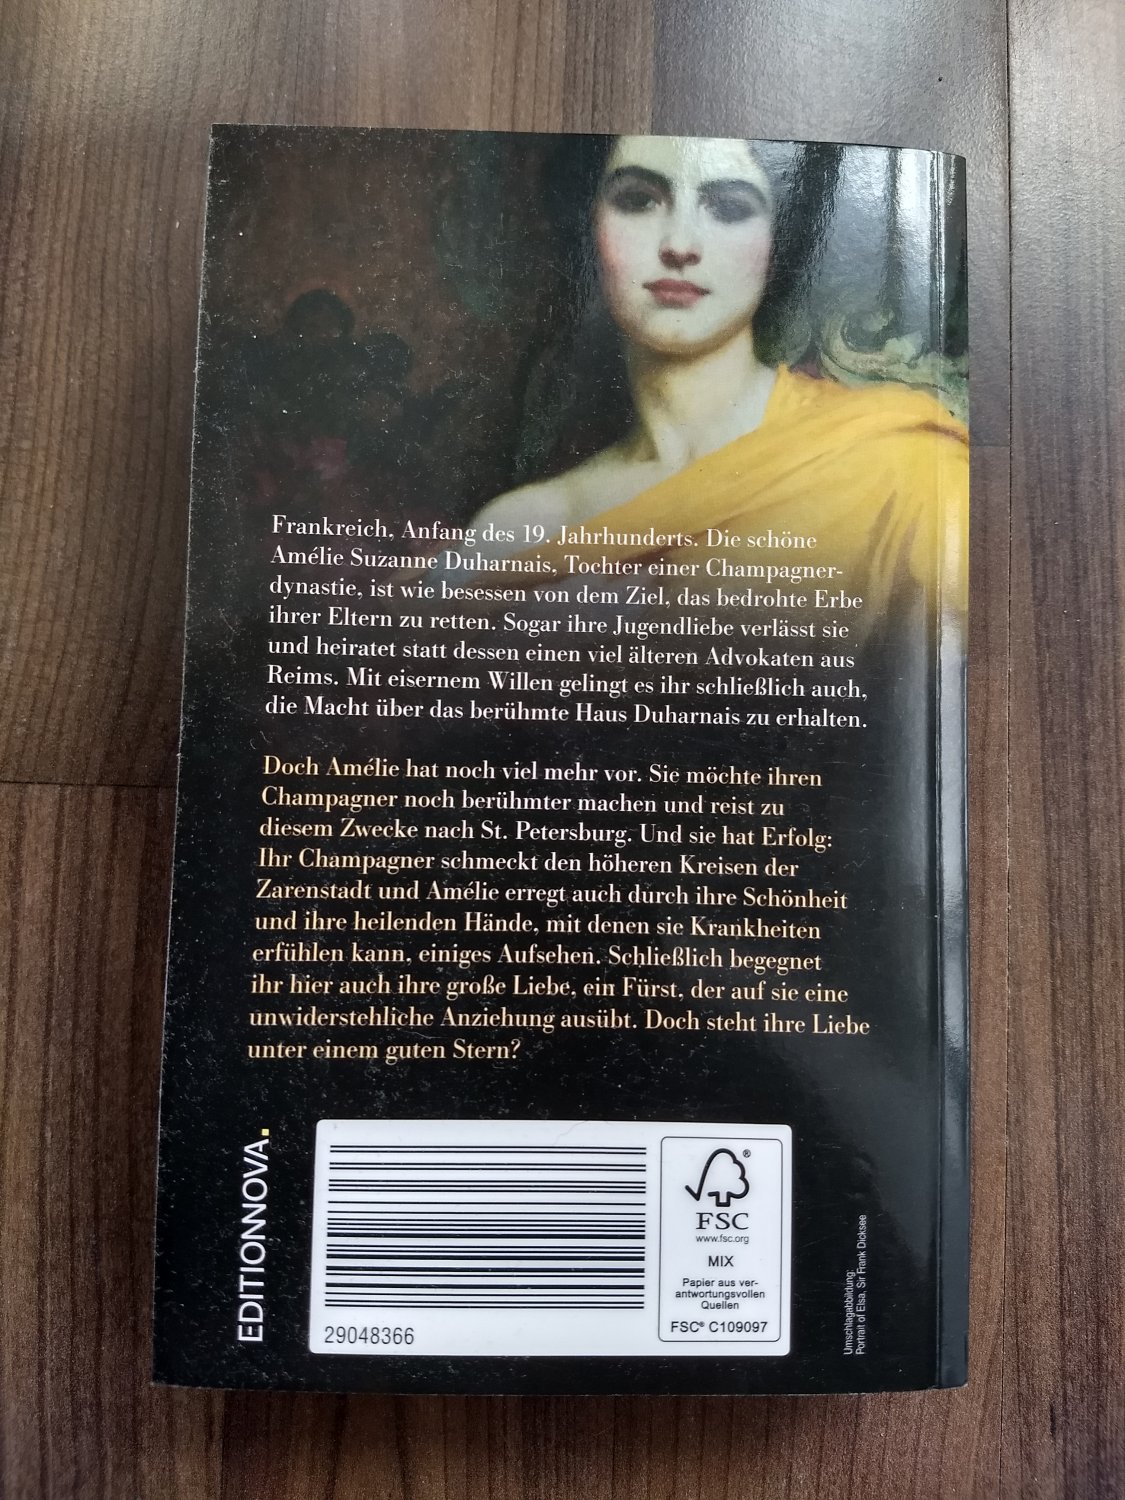 Frankreich, Anfang des 19. Jahrhunderts. Die schöne
Amélie Suzanne Duharnais, Tochter einer Champagner-
dynastie, ist wie besessen von dem Ziel, das bedrohte Erbe
ihrer Eltern zu retten. Sogar ihre Jugendliebe verlässt sie
und heiratet statt dessen einen viel älteren Advokaten aus
Reims. Mit eisernem Willen gelingt es ihr schließlich auch,
die Macht über das berühmte Haus Duharnais zu erhalten.
Doch Amélie hat noch viel mehr vor. Sie möchte ihren
Champagner noch berühmter machen und reist zu
diesem Zwecke nach St. Petersburg. Und sie hat Erfolg:
Ihr Champagner schmeckt den höheren Kreisen der
Zarenstadt und Amélie erregt auch durch ihre Schönheit
und ihre heilenden Hände, mit denen sie Krankheiten
erfühlen kann, einiges Aufsehen. Schließlich begegnet
ihr hier auch ihre große Liebe, ein Fürst, der auf sie eine
unwiderstehliche Anziehung ausübt. Doch steht ihre Liebe
unter einem guten Stern?
EDITIONNOVA.
29048366
®
FSC
www.fsc.org
MIX
Papier aus ver-
antwortungsvollen
Quellen
FSC® C109097
Umschlagabbildung:
Portrait of Elsa, Sir Frank Dicksee